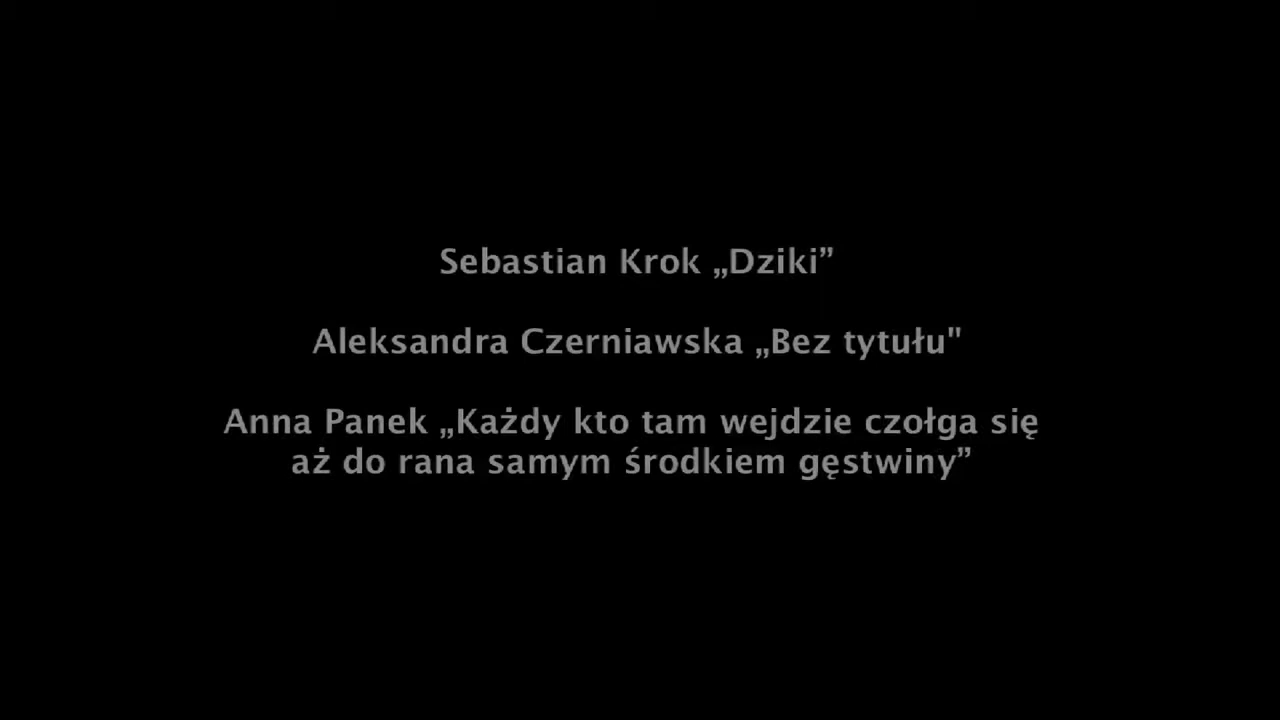 Sebastian Krok „Dziki”
Aleksandra Czerniawska „Bez tytułu"
Anna Panek „Każdy kto tam wejdzie czołga się
aż do rana samym środkiem gęstwiny”